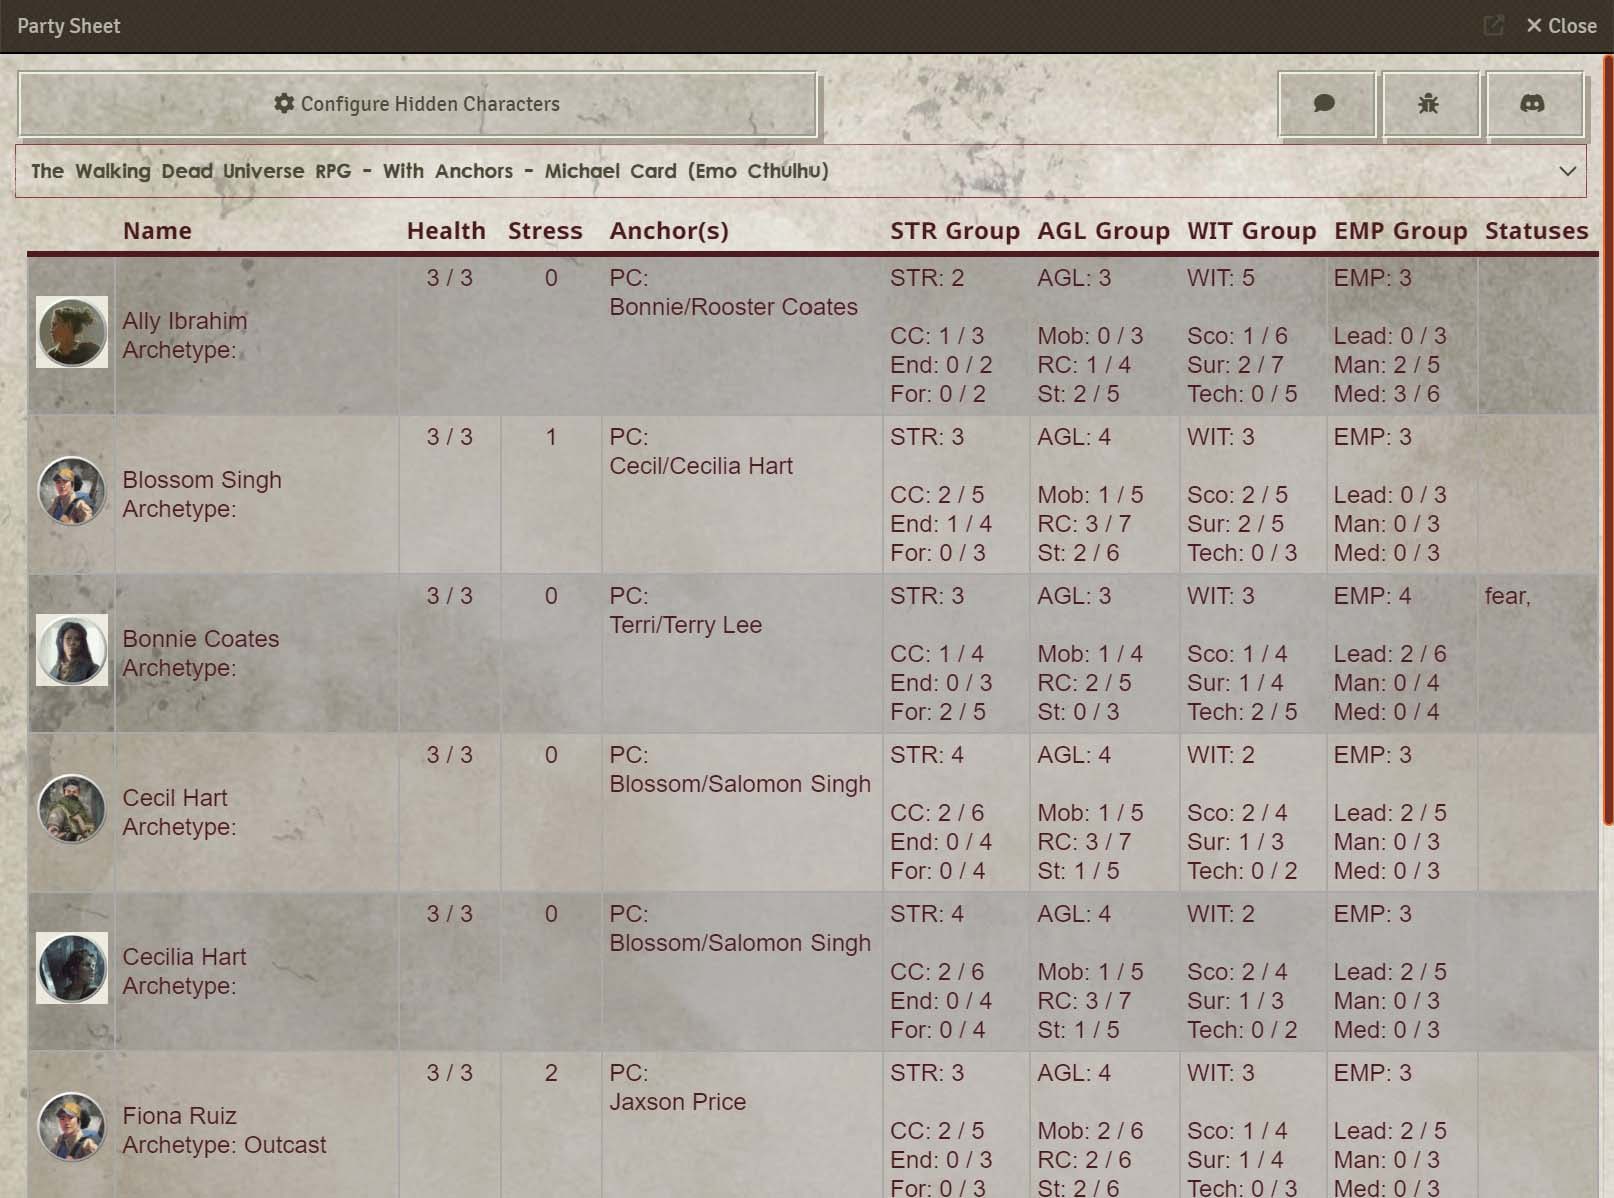 Party Sheet
Close
Configure Hidden Characters
The Walking Dead Universe RPG - With Anchors - Michael Card (Emo Cthulhu)
Name Health Stress Anchor(s) STR Group AGL Group WIT Group EMP Group Statuses
Ally Ibrahim
Archetype:
3 / 3
0
PC:
Bonnie/Rooster Coates
STR: 2
CC: 1 / 3
End: 0 / 2
For: 0 / 2
AGL: 3
Mob: 0 / 3
RC: 1 / 4
St: 2 / 5
WIT: 5
Sco: 1 / 6
Sur: 2 / 7
Tech: 0 / 5
EMP: 3
Lead: 0 / 3
Man: 2 / 5
Med: 3 / 6
Blossom Singh
Archetype:
3 / 3
1
PC:
Cecil/Cecilia Hart
STR: 3
CC: 2 / 5
End: 1 / 4
For: 0 / 3
AGL: 4
Mob: 1 / 5
RC: 3 / 7
St: 2 / 6
WIT: 3
Sco: 2 / 5
Sur: 2 / 5
Tech: 0 / 3
EMP: 3
Lead: 0 / 3
Man: 0 / 3
Med: 0 / 3
Bonnie Coates
Archetype:
3 / 3
0
PC:
Terri/Terry Lee
STR: 3
CC: 1 / 4
End: 0 / 3
For: 2 / 5
AGL: 3
Mob: 1 / 4
RC: 2 / 5
St: 0 / 3
WIT: 3
Sco: 1 / 4
Sur: 1 / 4
Tech: 2 / 5
EMP: 4
Lead: 2 / 6
Man: 0 / 4
Med: 0 / 4
fear,
Cecil Hart
Archetype:
3 / 3
0
PC:
Blossom/Salomon Singh
STR: 4
CC: 2 / 6
End: 0 / 4
For: 0 / 4
AGL: 4
Mob: 1 / 5
RC: 3 / 7
St: 1 / 5
WIT: 2
Sco: 2 / 4
Sur: 1 / 3
Tech: 0 / 2
EMP: 3
Lead: 2 / 5
Man: 0 / 3
Med: 0 / 3
Cecilia Hart
Archetype:
3 / 3
0
PC:
Blossom/Salomon Singh
STR: 4
CC: 2 / 6
End: 0 / 4
For: 0 / 4
AGL: 4
Mob: 1 / 5
RC: 3 / 7
St: 1 / 5
WIT: 2
Sco: 2 / 4
Sur: 1 / 3
Tech: 0 / 2
EMP: 3
Lead: 2 / 5
Man: 0 / 3
Med: 0 / 3
Fiona Ruiz
Archetype: Outcast
3 / 3
2
PC:
Jaxson Price
STR: 3
CC: 2 / 5
End: 0 / 3
For: 0 / 3
AGL: 4
Mob: 2 / 6
RC: 2 / 6
St: 2 / 6
WIT: 3
Sco: 1 / 4
Sur: 1 / 4
Tech: 0 / 3
EMP: 3
Lead: 2 / 5
Man: 0 / 3
Med: 0 / 3